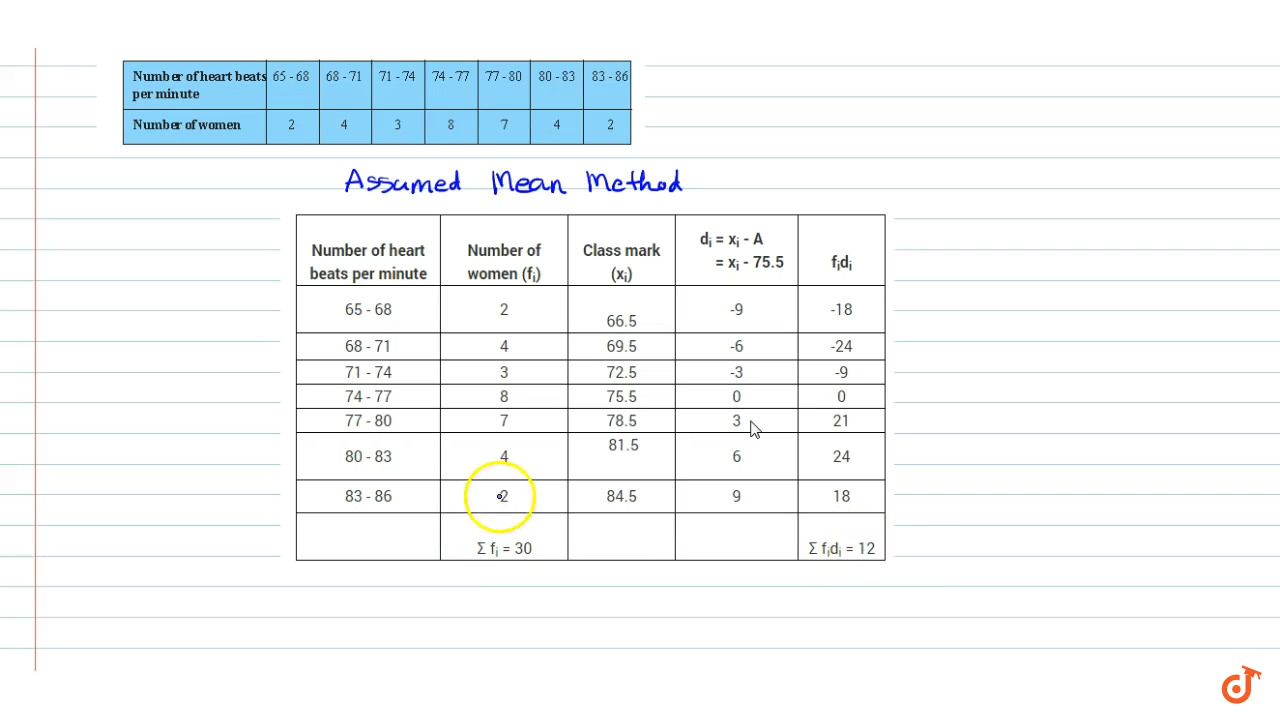 Number of heart beats per minute 65 - 68 68 - 71 71 - 74 74 - 77 77 - 80 80 - 83 83 - 86
Number of women 2 4 3 8 7 4 2
Assumed Mean Method
Number of heart beats per minute Number of women (fᵢ) Class mark (xᵢ) dᵢ = xᵢ - A = xᵢ - 75.5 fᵢdᵢ
65 - 68 2 66.5 -9 -18
68 - 71 4 69.5 -6 -24
71 - 74 3 72.5 -3 -9
74 - 77 8 75.5 0 0
77 - 80 7 78.5 3 21
80 - 83 4 81.5 6 24
83 - 86 2 84.5 9 18
Σ fᵢ = 30 Σ fᵢdᵢ = 12